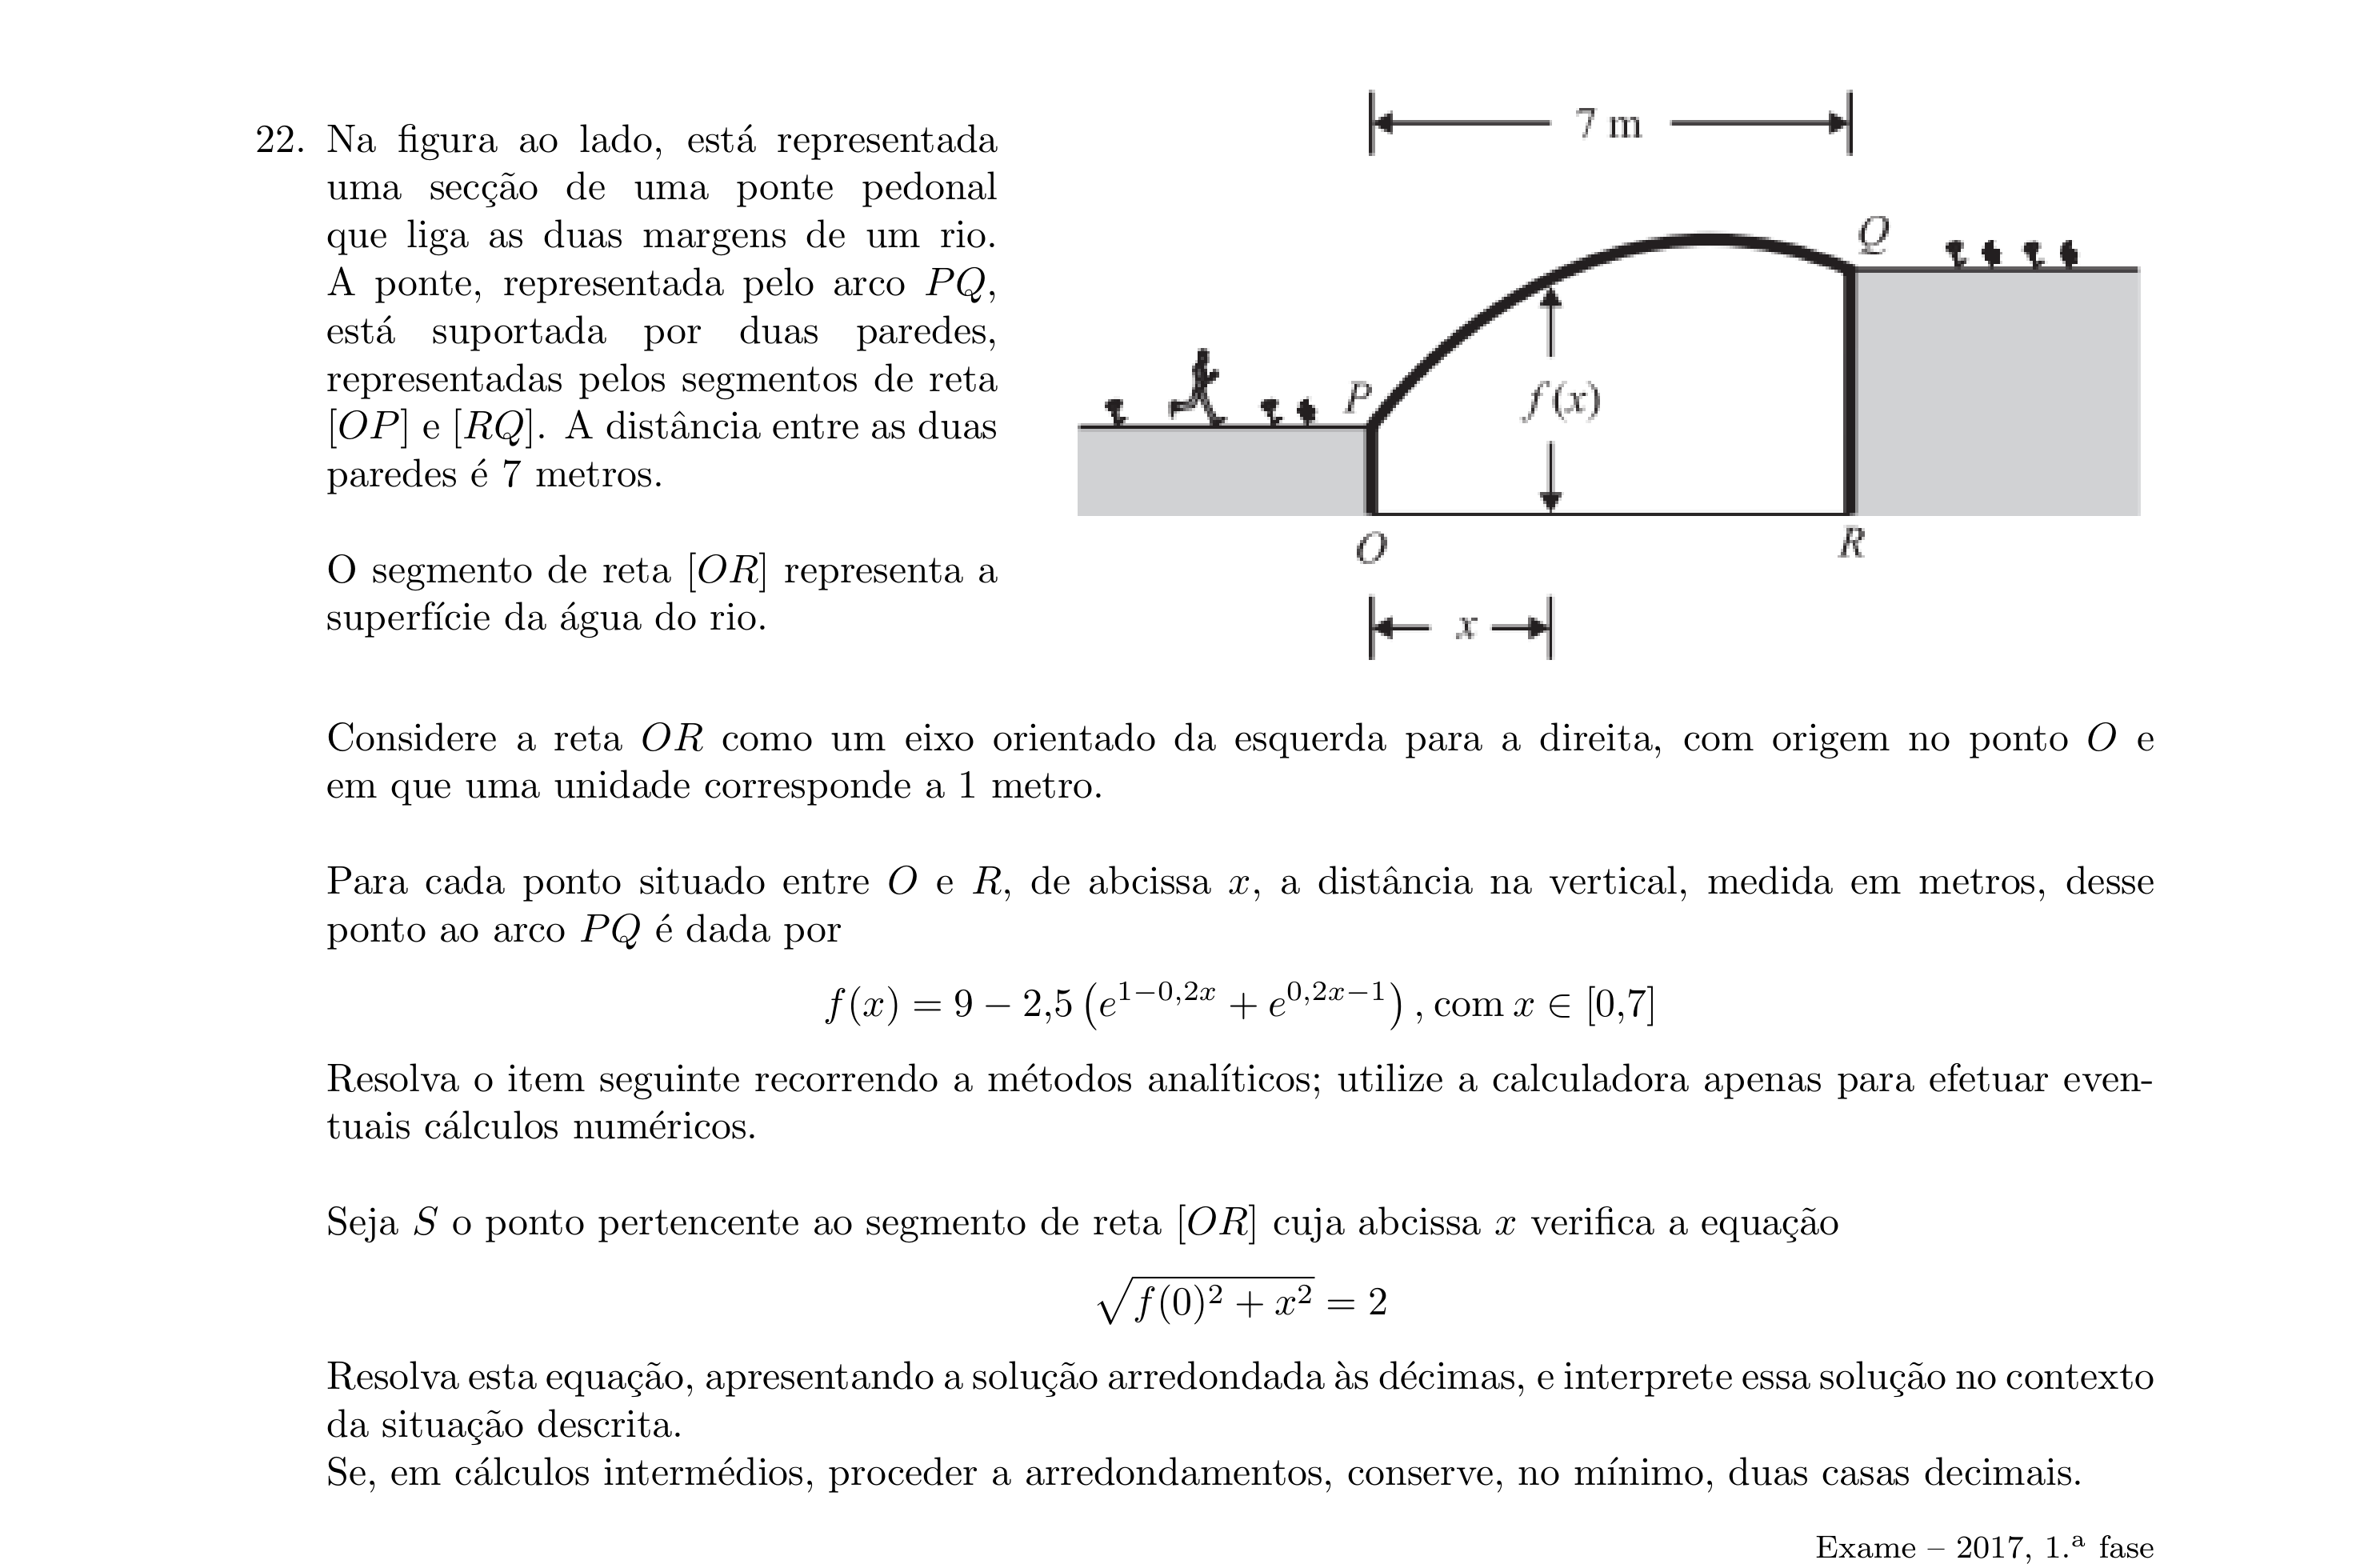 22. Na figura ao lado, está representada
uma secção de uma ponte pedonal
que liga as duas margens de um rio.
A ponte, representada pelo arco PQ,
está suportada por duas paredes,
representadas pelos segmentos de reta
[OP] e [RQ]. A distância entre as duas
paredes é 7 metros.
O segmento de reta [OR] representa a
superfície da água do rio.
7 m
Q
P
f(x)
O
R
x
Considere a reta OR como um eixo orientado da esquerda para a direita, com origem no ponto O e
em que uma unidade corresponde a 1 metro.
Para cada ponto situado entre O e R, de abcissa x, a distância na vertical, medida em metros, desse
ponto ao arco PQ é dada por
f(x) = 9 − 2,5 (e^{1−0,2x} + e^{0,2x−1}) , com x ∈ [0,7]
Resolva o item seguinte recorrendo a métodos analíticos; utilize a calculadora apenas para efetuar even-
tuais cálculos numéricos.
Seja S o ponto pertencente ao segmento de reta [OR] cuja abcissa x verifica a equação
√(f(0)² + x²) = 2
Resolva esta equação, apresentando a solução arredondada às décimas, e interprete essa solução no contexto
da situação descrita.
Se, em cálculos intermédios, proceder a arredondamentos, conserve, no mínimo, duas casas decimais.
Exame – 2017, 1.ª fase